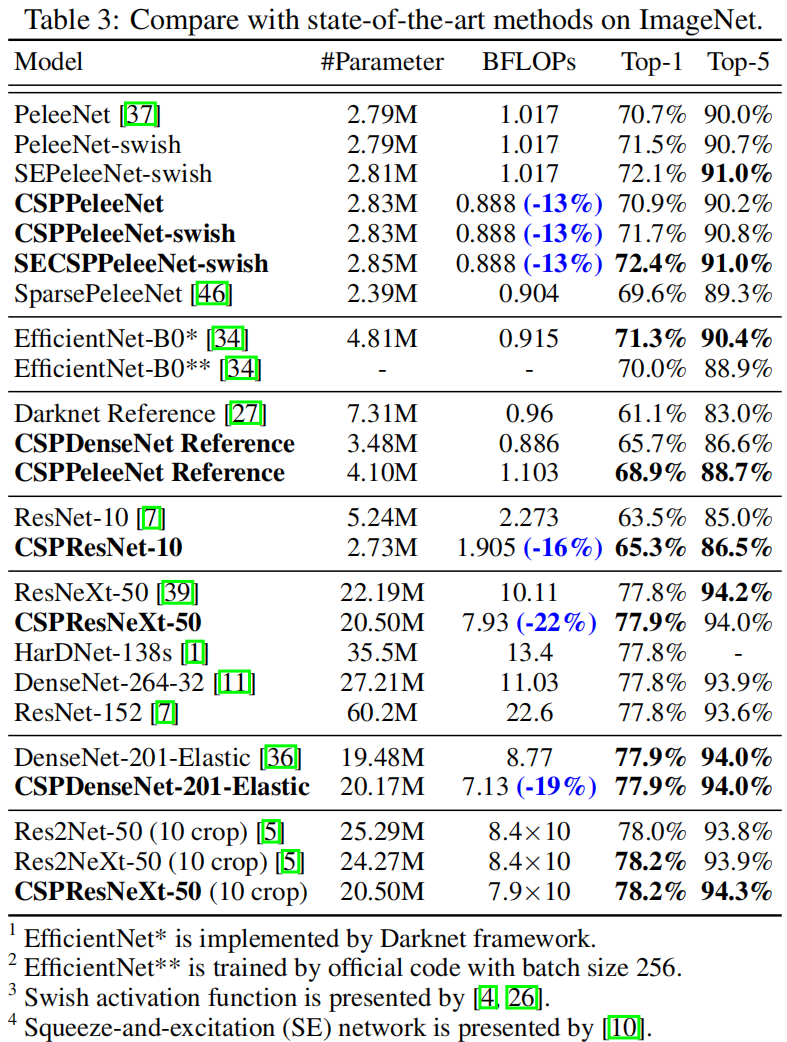 Table 3: Compare with state-of-the-art methods on ImageNet.
Model #Parameter BFLOPs Top-1 Top-5
PeleeNet [37] 2.79M 1.017 70.7% 90.0%
PeleeNet-swish 2.79M 1.017 71.5% 90.7%
SEPeleeNet-swish 2.81M 1.017 72.1% 91.0%
CSPPeleeNet 2.83M 0.888 (-13%) 70.9% 90.2%
CSPPeleeNet-swish 2.83M 0.888 (-13%) 71.7% 90.8%
SECSPPeleeNet-swish 2.85M 0.888 (-13%) 72.4% 91.0%
SparsePeleeNet [46] 2.39M 0.904 69.6% 89.3%
EfficientNet-B0* [34] 4.81M 0.915 71.3% 90.4%
EfficientNet-B0** [34] - - 70.0% 88.9%
Darknet Reference [27] 7.31M 0.96 61.1% 83.0%
CSPDenseNet Reference 3.48M 0.886 65.7% 86.6%
CSPPeleeNet Reference 4.10M 1.103 68.9% 88.7%
ResNet-10 [7] 5.24M 2.273 63.5% 85.0%
CSPResNet-10 2.73M 1.905 (-16%) 65.3% 86.5%
ResNeXt-50 [39] 22.19M 10.11 77.8% 94.2%
CSPResNeXt-50 20.50M 7.93 (-22%) 77.9% 94.0%
HarDNet-138s [1] 35.5M 13.4 77.8% -
DenseNet-264-32 [11] 27.21M 11.03 77.8% 93.9%
ResNet-152 [7] 60.2M 22.6 77.8% 93.6%
DenseNet-201-Elastic [36] 19.48M 8.77 77.9% 94.0%
CSPDenseNet-201-Elastic 20.17M 7.13 (-19%) 77.9% 94.0%
Res2Net-50 (10 crop) [5] 25.29M 8.4×10 78.0% 93.8%
Res2NeXt-50 (10 crop) [5] 24.27M 8.4×10 78.2% 93.9%
CSPResNeXt-50 (10 crop) 20.50M 7.9×10 78.2% 94.3%
1 EfficientNet* is implemented by Darknet framework.
2 EfficientNet** is trained by official code with batch size 256.
3 Swish activation function is presented by [4, 26].
4 Squeeze-and-excitation (SE) network is presented by [10].